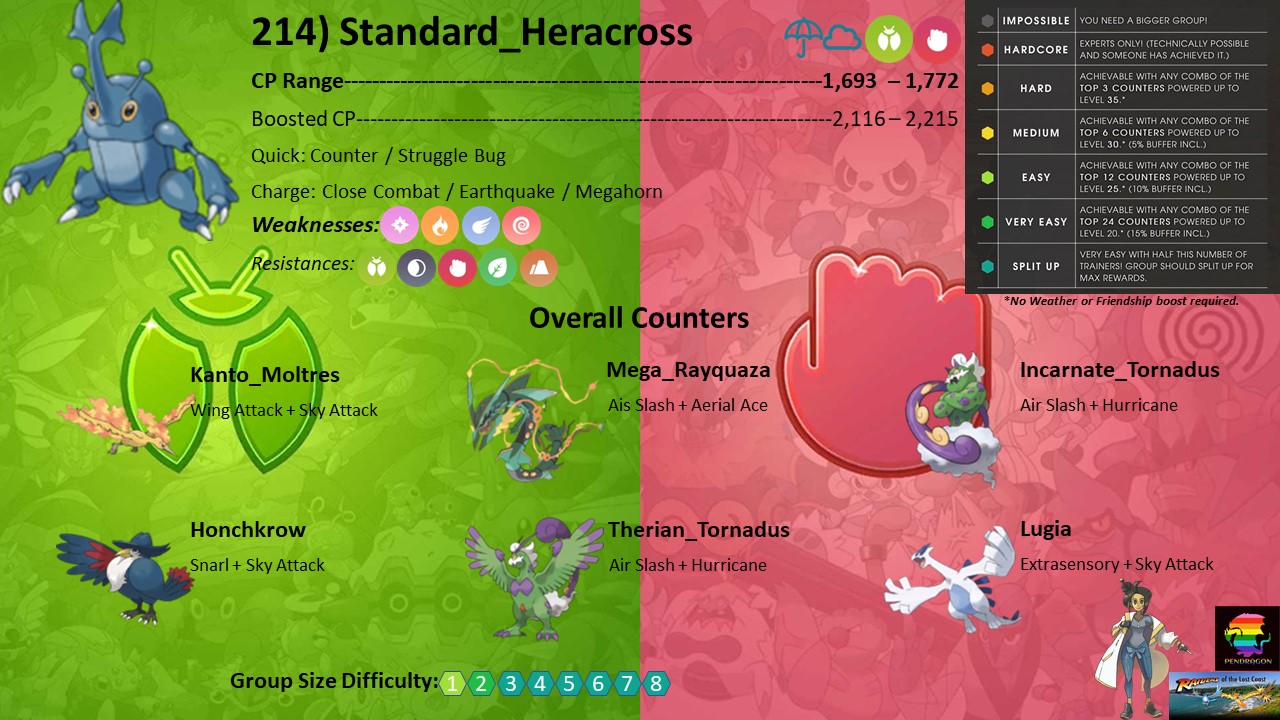 214) Standard_Heracross
CP Range--------------------------------------------------------------------------------1,693 – 1,772
Boosted CP--------------------------------------------------------------------------------2,116 – 2,215
Quick: Counter / Struggle Bug
Charge: Close Combat / Earthquake / Megahorn
Weaknesses:
Resistances:
IMPOSSIBLE YOU NEED A BIGGER GROUP!
HARDCORE EXPERTS ONLY! (TECHNICALLY POSSIBLE
AND SOMEONE HAS ACHIEVED IT.)
HARD ACHIEVABLE WITH ANY COMBO OF THE
TOP 3 COUNTERS POWERED UP TO
LEVEL 35.*
MEDIUM ACHIEVABLE WITH ANY COMBO OF THE
TOP 6 COUNTERS POWERED UP TO
LEVEL 30.* (5% BUFFER INCL.)
EASY ACHIEVABLE WITH ANY COMBO OF THE
TOP 12 COUNTERS POWERED UP TO
LEVEL 25.* (10% BUFFER INCL.)
VERY EASY ACHIEVABLE WITH ANY COMBO OF THE
TOP 24 COUNTERS POWERED UP TO
LEVEL 20.* (15% BUFFER INCL.)
SPLIT UP VERY EASY WITH HALF THIS NUMBER OF
TRAINERS! GROUP SHOULD SPLIT UP FOR
MAX REWARDS.
*No Weather or Friendship boost required.
Overall Counters
Kanto_Moltres
Wing Attack + Sky Attack
Mega_Rayquaza
Ais Slash + Aerial Ace
Incarnate_Tornadus
Air Slash + Hurricane
Honchkrow
Snarl + Sky Attack
Therian_Tornadus
Air Slash + Hurricane
Lugia
Extrasensory + Sky Attack
Group Size Difficulty: 1 2 3 4 5 6 7 8
PENDRAGON
RAIDERS of the Lost Coast